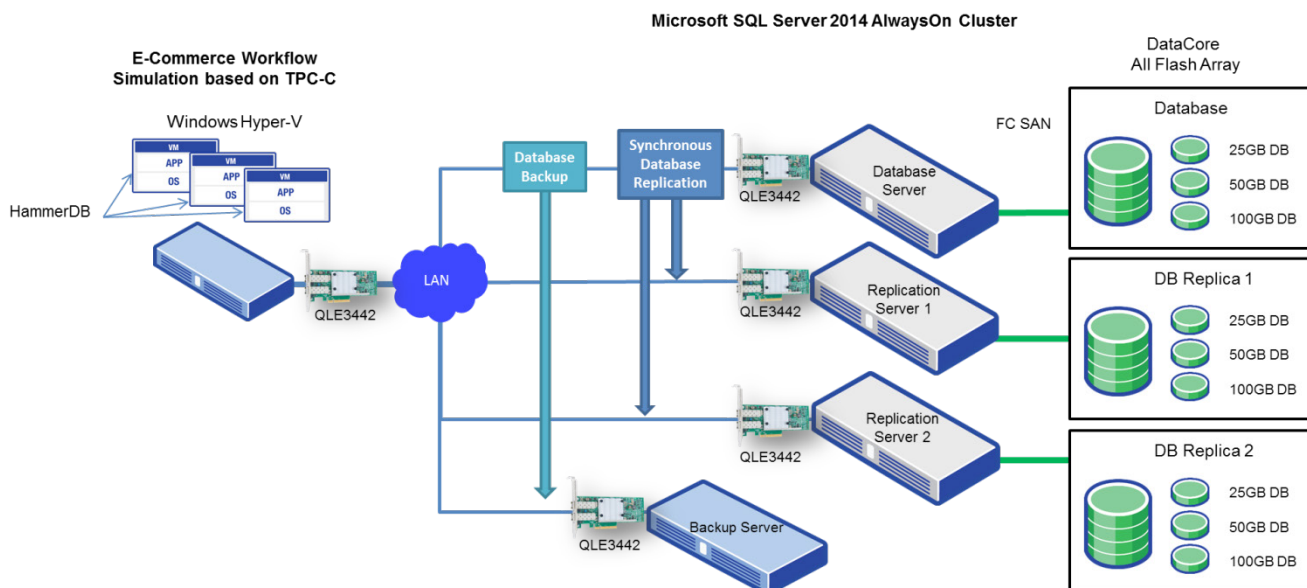 Microsoft SQL Server 2014 AlwaysOn Cluster
E-Commerce Workflow
Simulation based on TPC-C
DataCore
All Flash Array
Windows Hyper-V
VM
APP
OS
VM
APP
OS
VM
APP
OS
HammerDB
QLE3442
LAN
Database
Backup
Synchronous
Database
Replication
QLE3442
Database
Server
FC SAN
Database
25GB DB
50GB DB
100GB DB
QLE3442
Replication
Server 1
DB Replica 1
25GB DB
50GB DB
100GB DB
QLE3442
Replication
Server 2
DB Replica 2
25GB DB
50GB DB
100GB DB
QLE3442
Backup Server